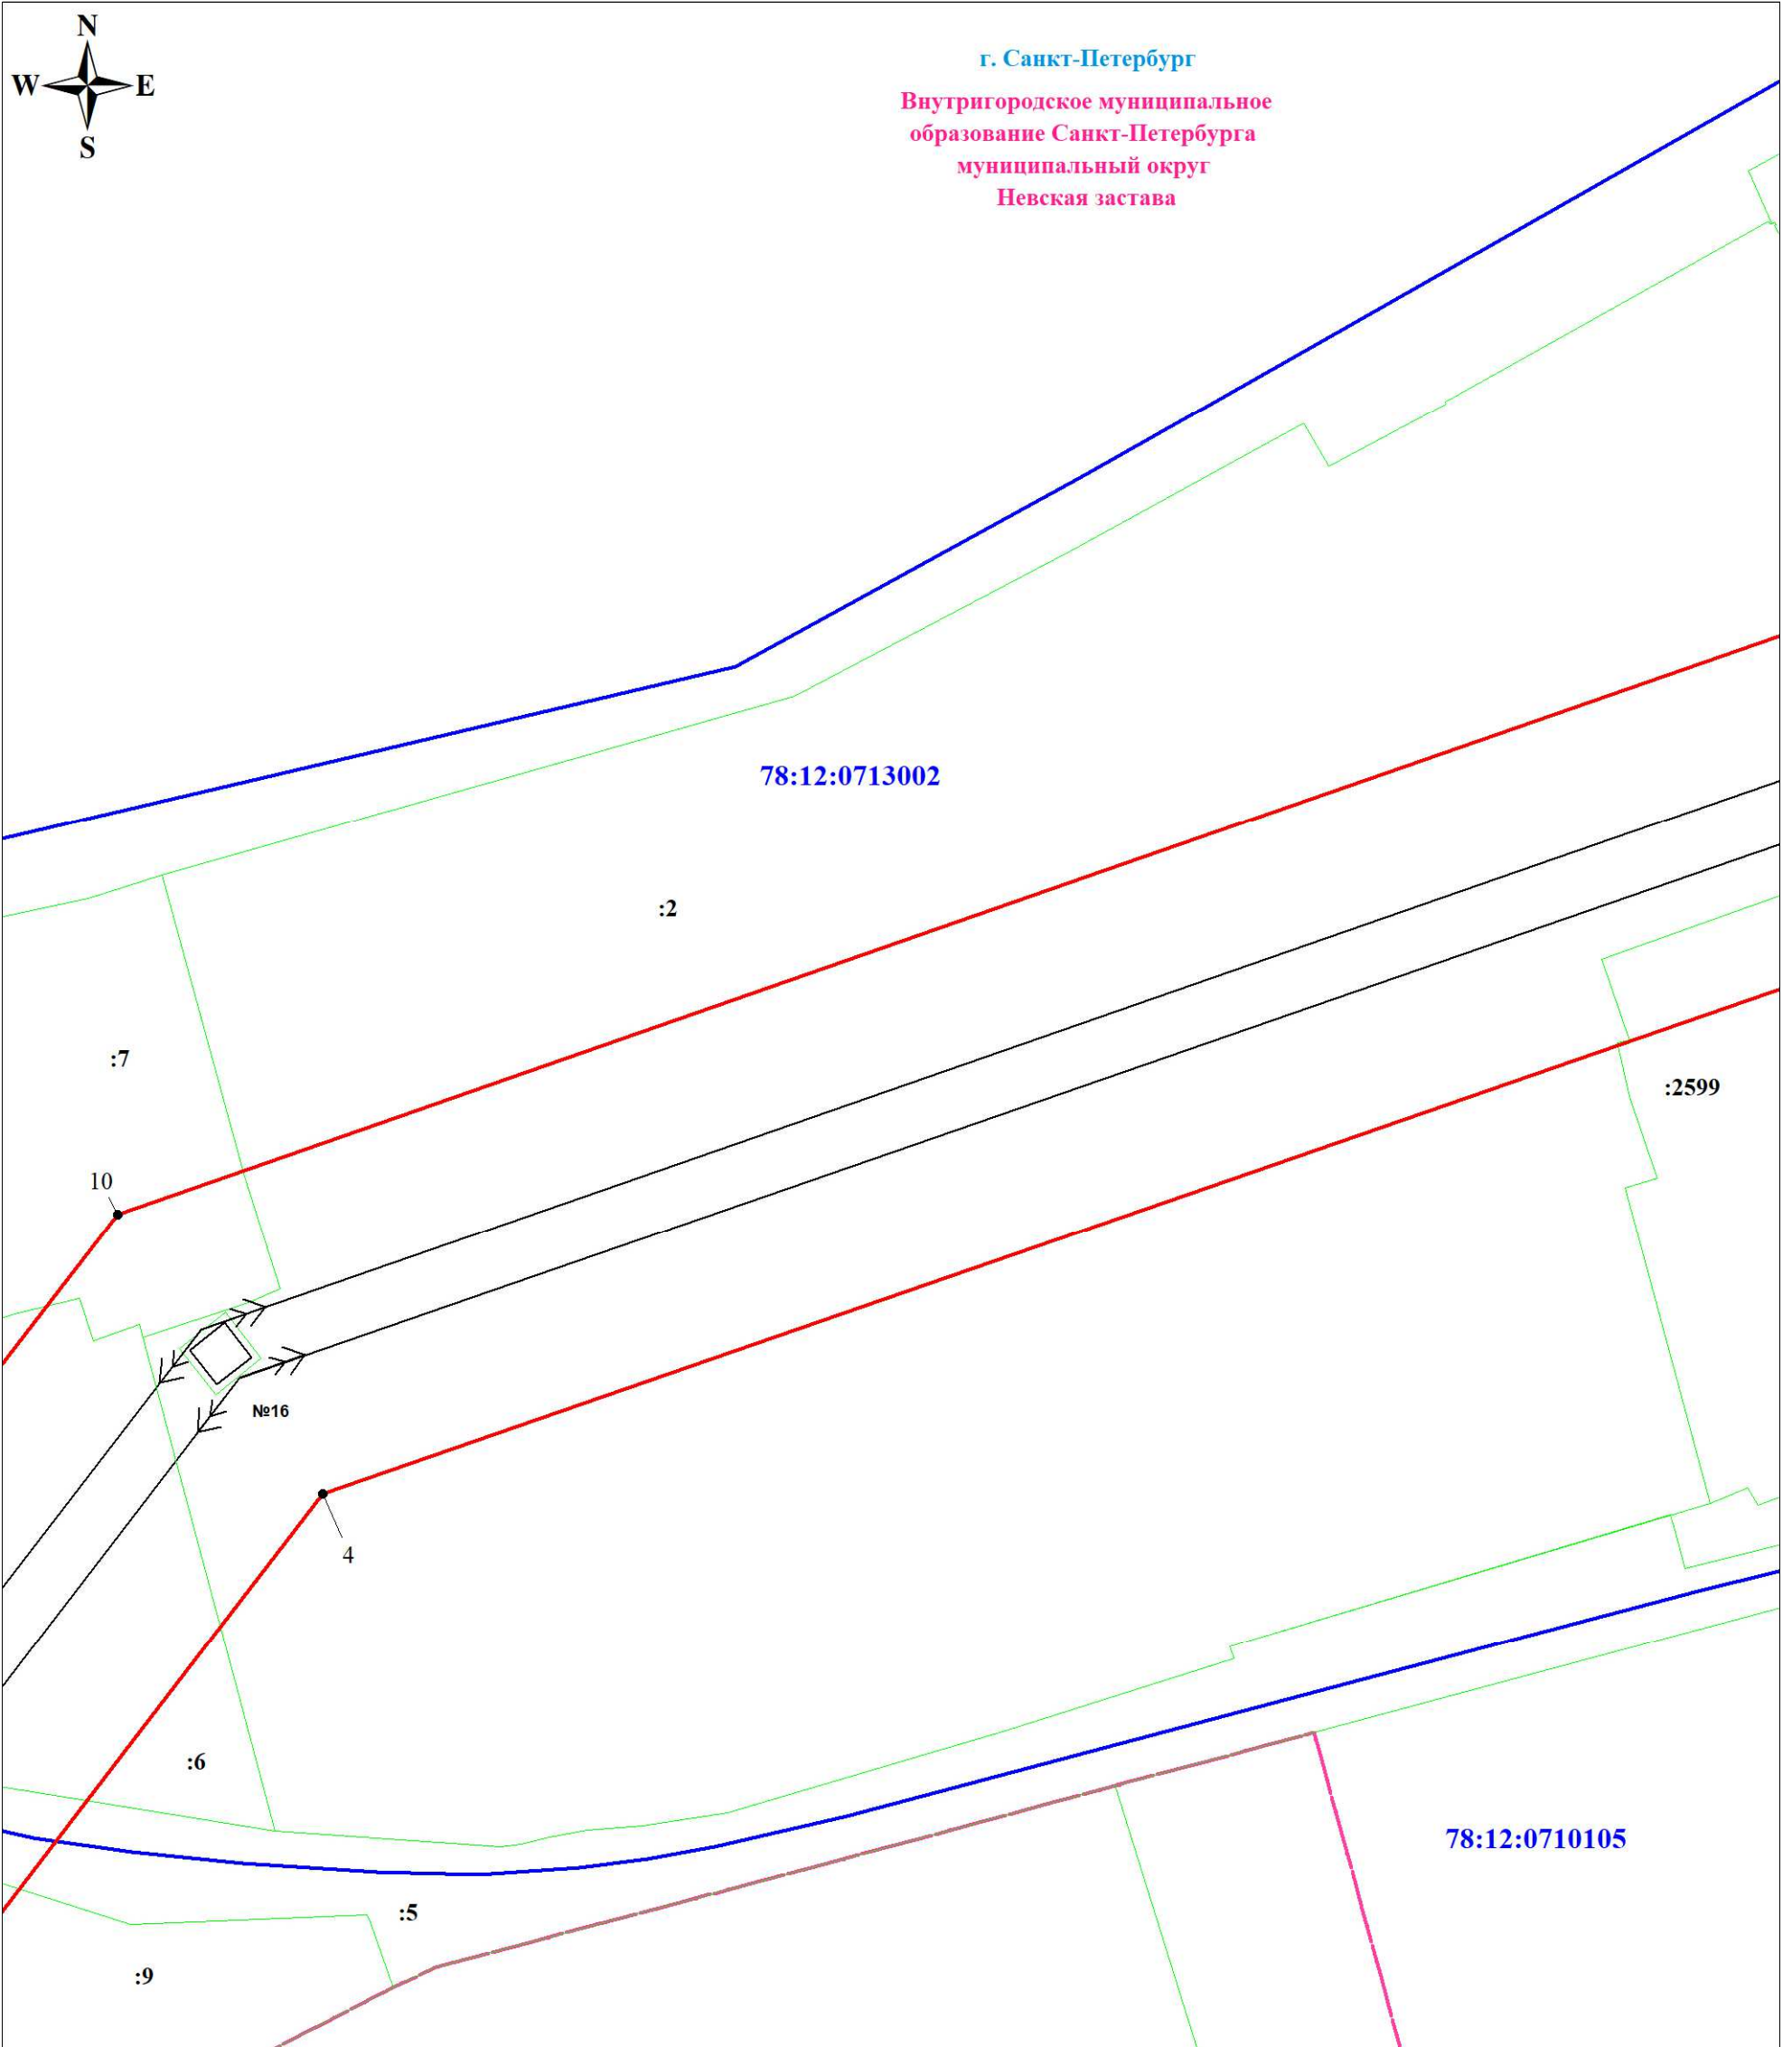 N
W E
S
г. Санкт-Петербург
Внутригородское муниципальное
образование Санкт-Петербурга
муниципальный округ
Невская застава
78:12:0713002
:2
:7
:2599
10
№16
4
:6
78:12:0710105
:5
:9